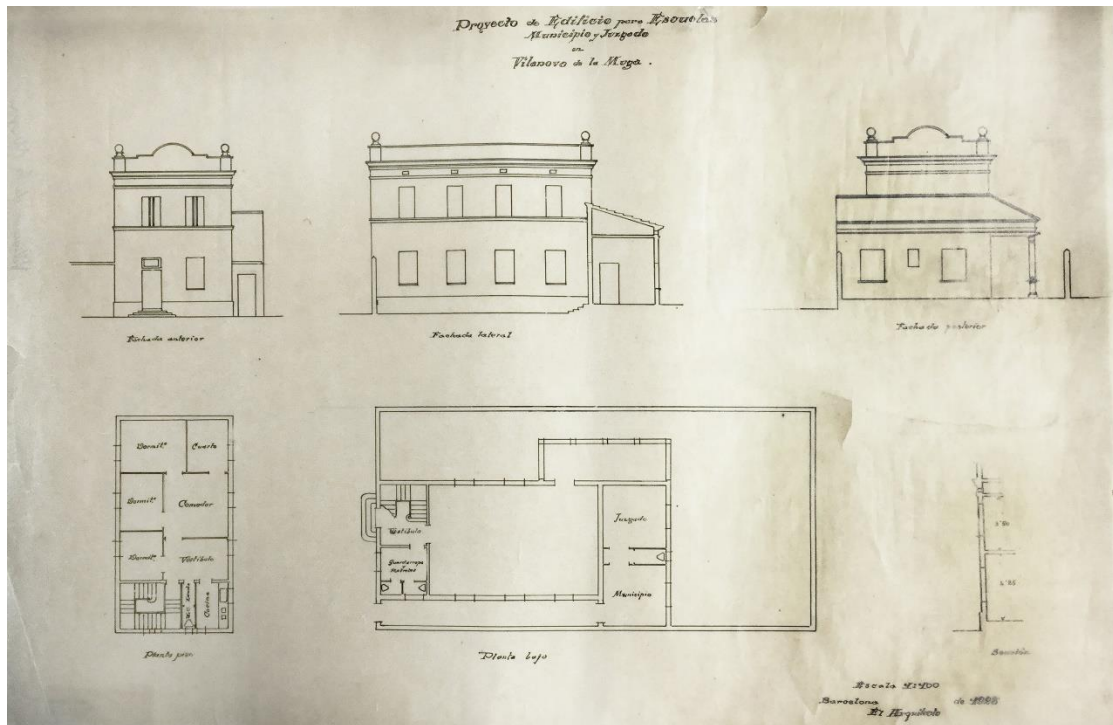 Proyecto de Edificio para Escuelas
Municipio y Juzgado
en
Vilanova de la Muga.
Fachada anterior
Fachada lateral
Fachada posterior
Dormit.º
Cuarto
Dormit.º
Comedor
Dormit.º
Vestíbulo
Cocina
Planta piso
Vestíbulo
Guardarropa
Juzgado
Municipio
Planta baja
Sección
Escala 1:100
Barcelona de
El Arquitecto